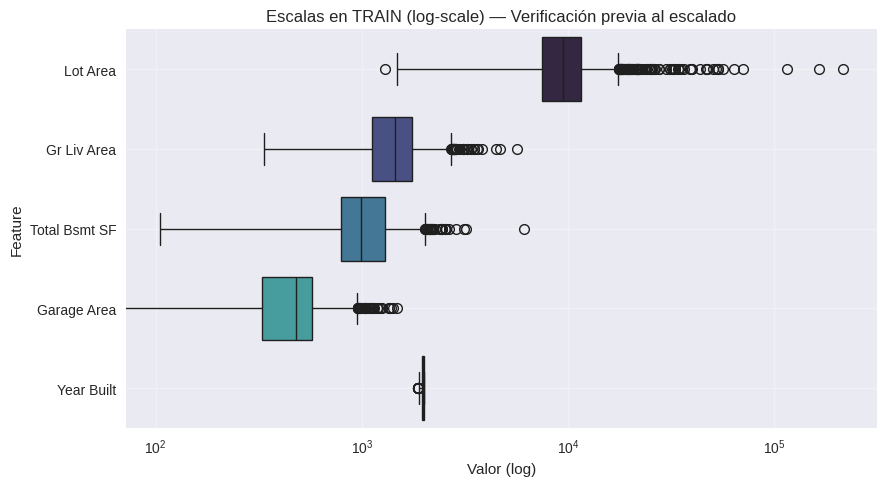 Escalas en TRAIN (log-scale) — Verificación previa al escalado
Feature
Lot Area
Gr Liv Area
Total Bsmt SF
Garage Area
Year Built
10²
10³
10⁴
10⁵
Valor (log)